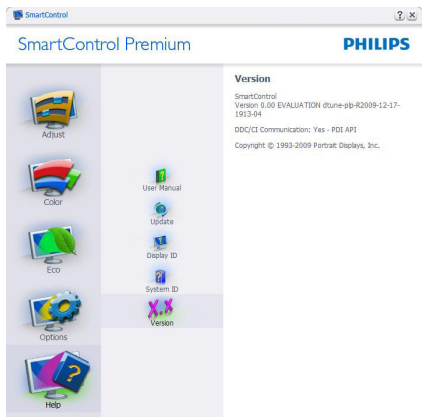 SmartControl
SmartControl Premium
PHILIPS
Adjust
Color
Eco
Options
Help
User Manual
Update
Display ID
System ID
X.X
Version
Version
SmartControl
Version 0.00 EVALUATION dtune-plp-R2009-12-17-
1913-04
DDC/CI Communication: Yes - PDI API
Copyright © 1993-2009 Portrait Displays, Inc.